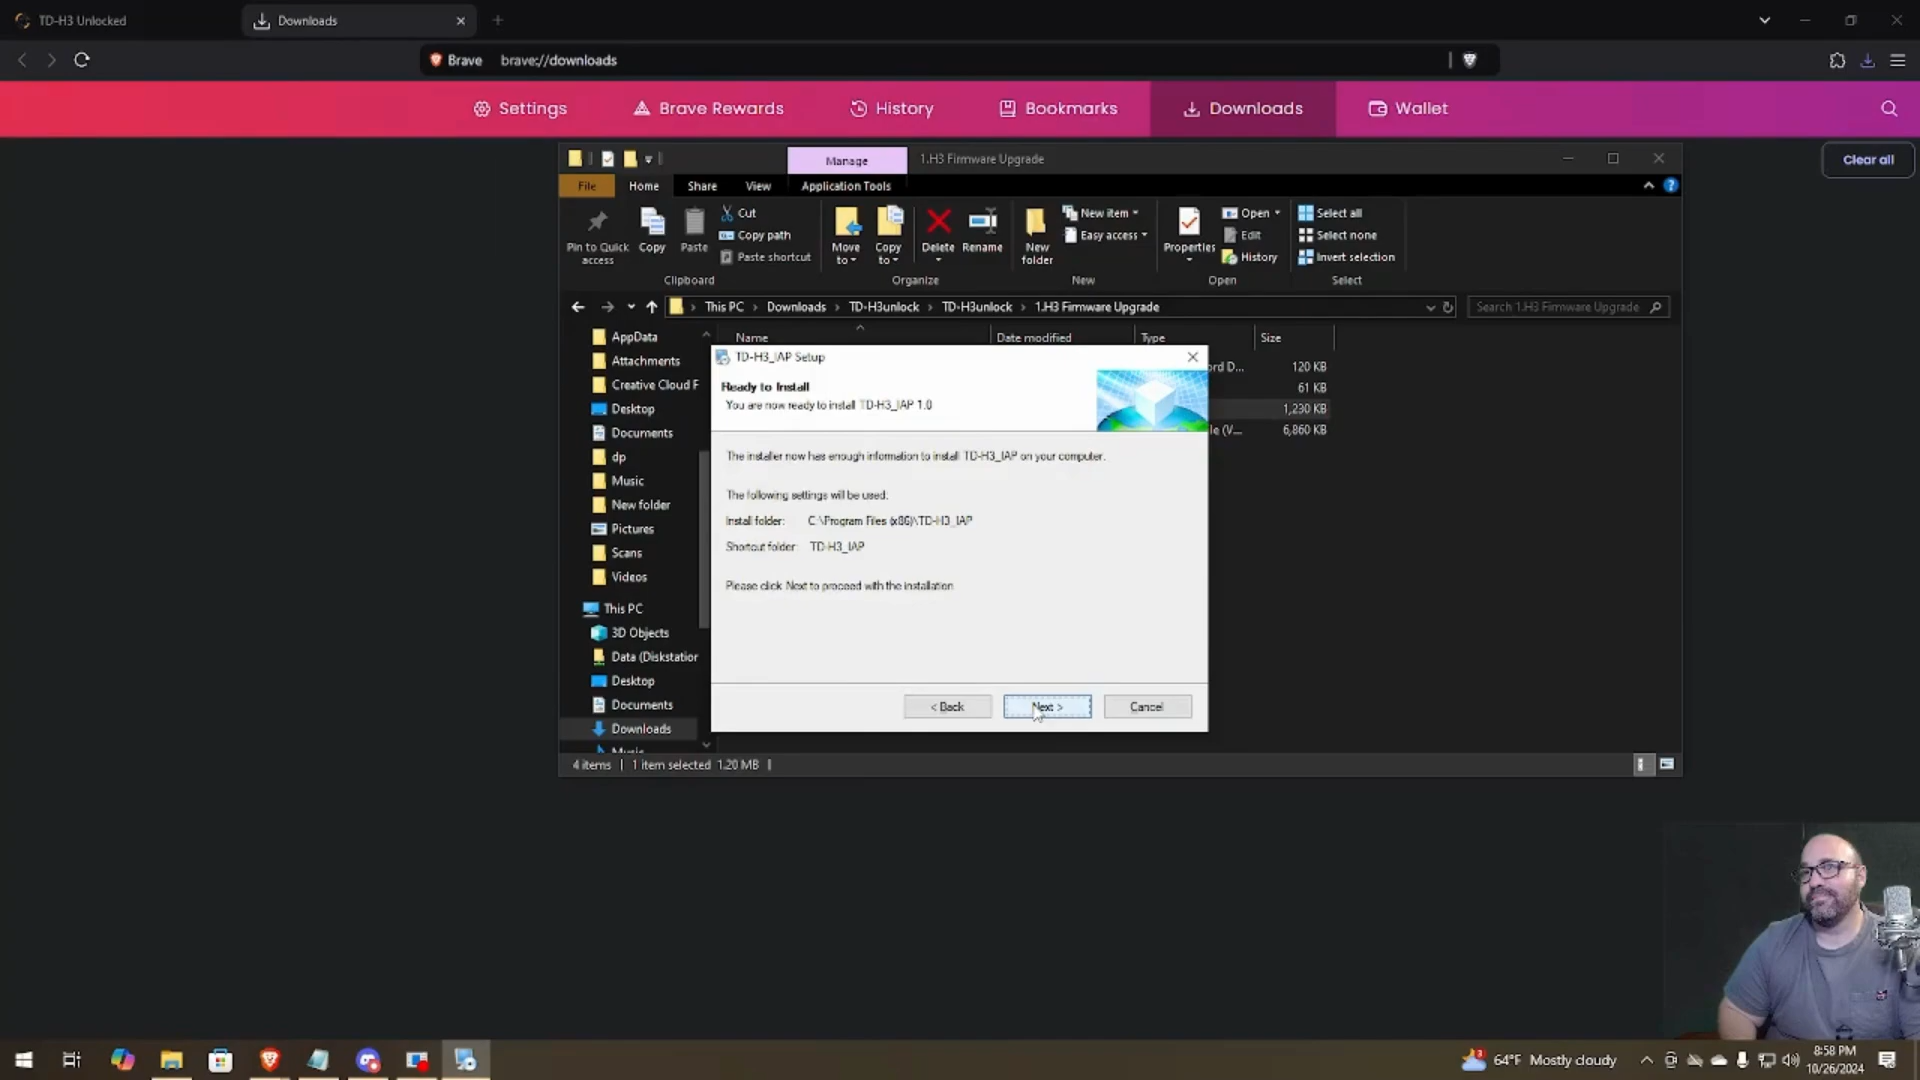 TD-H3 Unlocked
Downloads
Brave
brave://downloads
Settings
Brave Rewards
History
Bookmarks
Downloads
Wallet
Clear all
Manage
1.H3 Firmware Upgrade
File
Home
Share
View
Application Tools
Pin to Quick access
Copy
Paste
Cut
Copy path
Paste shortcut
Clipboard
Move to
Copy to
Delete
Rename
Organize
New folder
New item
Easy access
New
Properties
Open
Edit
History
Open
Select all
Select none
Invert selection
Select
This PC > Downloads > TD-H3unlock > TD-H3unlock > 1.H3 Firmware Upgrade
Search 1.H3 Firmware Upgrade
Name
Date modified
Type
Size
AppData
Attachments
Creative Cloud F
Desktop
Documents
dp
Music
New folder
Pictures
Scans
Videos
This PC
3D Objects
Data (Diskstation
Desktop
Documents
Downloads
Music
ord D... 120 KB
61 KB
1,230 KB
le (V... 6,860 KB
TD-H3_IAP Setup
Ready to Install
You are now ready to install TD-H3_IAP 1.0
The installer now has enough information to install TD-H3_IAP on your computer.
The following settings will be used:
Install folder: C:\Program Files (x86)\TD-H3_IAP
Shortcut folder: TD-H3_IAP
Please click Next to proceed with the installation
< Back
Next >
Cancel
4 items | 1 item selected 1.20 MB |
64°F Mostly cloudy
8:58 PM
10/26/2024